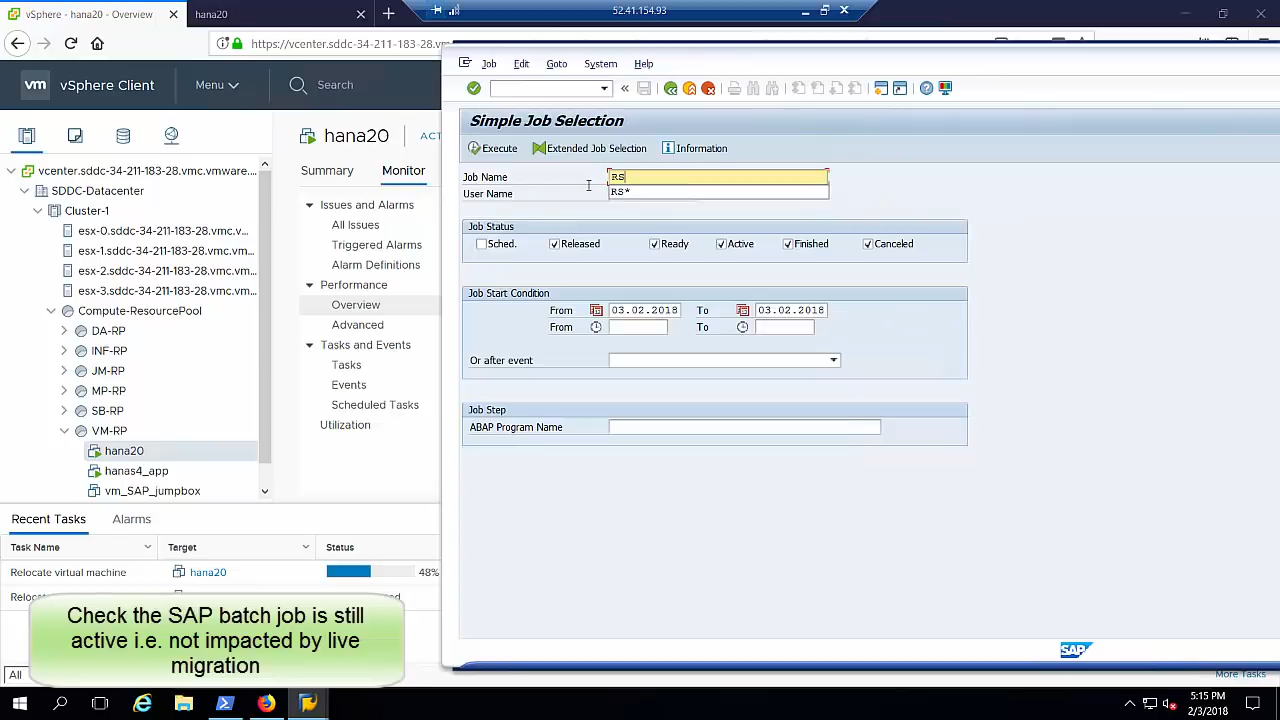 vSphere - hana20 - Overview
hana20
52.41.154.93
https://vcenter.sddc-34-211-183-28.vm
vm vSphere Client
Menu
Search
Job Edit Goto System Help
Simple Job Selection
Execute Extended Job Selection Information
Job Name RS
User Name RS*
Job Status
Sched. Released Ready Active Finished Canceled
Job Start Condition
From 03.02.2018 To 03.02.2018
From To
Or after event
Job Step
ABAP Program Name
SAP
vcenter.sddc-34-211-183-28.vmc.vmware...
SDDC-Datacenter
Cluster-1
esx-0.sddc-34-211-183-28.vmc.v...
esx-1.sddc-34-211-183-28.vmc.vm...
esx-2.sddc-34-211-183-28.vmc.vm...
esx-3.sddc-34-211-183-28.vmc.vm...
Compute-ResourcePool
DA-RP
INF-RP
JM-RP
MP-RP
SB-RP
VM-RP
hana20
hanas4_app
vm_SAP_jumpbox
hana20
ACT
Summary Monitor
Issues and Alarms
All Issues
Triggered Alarms
Alarm Definitions
Performance
Overview
Advanced
Tasks and Events
Tasks
Events
Scheduled Tasks
Utilization
Recent Tasks Alarms
Task Name Target Status
Relocate virtual machine hana20 48%
Check the SAP batch job is still
active i.e. not impacted by live
migration
All
More Tasks
5:15 PM
2/3/2018